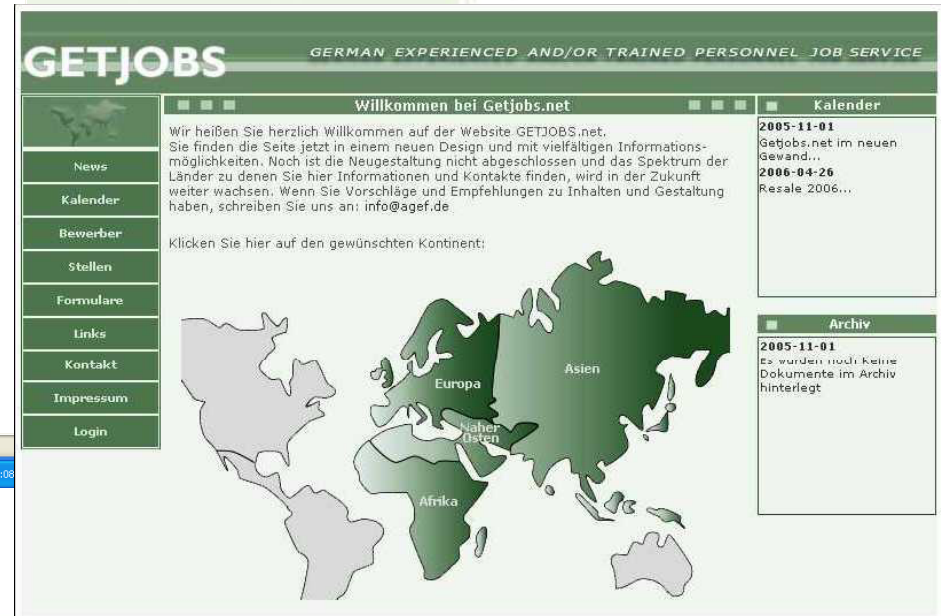 GETJOBS
GERMAN EXPERIENCED AND/OR TRAINED PERSONNEL JOB SERVICE
News
Kalender
Bewerber
Stellen
Formulare
Links
Kontakt
Impressum
Login
Willkommen bei Getjobs.net
Wir heißen Sie herzlich Willkommen auf der Website GETJOBS.net.
Sie finden die Seite jetzt in einem neuen Design und mit vielfältigen Informations-
möglichkeiten. Noch ist die Neugestaltung nicht abgeschlossen und das Spektrum der
Länder zu denen Sie hier Informationen und Kontakte finden, wird in der Zukunft
weiter wachsen. Wenn Sie Vorschläge und Empfehlungen zu Inhalten und Gestaltung
haben, schreiben Sie uns an: info@agef.de
Klicken Sie hier auf den gewünschten Kontinent:
Europa
Asien
Naher
Osten
Afrika
Kalender
2005-11-01
Getjobs.net im neuen
Gewand...
2006-04-26
Resale 2006...
Archiv
2005-11-01
Es wurden noch keine
Dokumente im Archiv
hinterlegt
:08